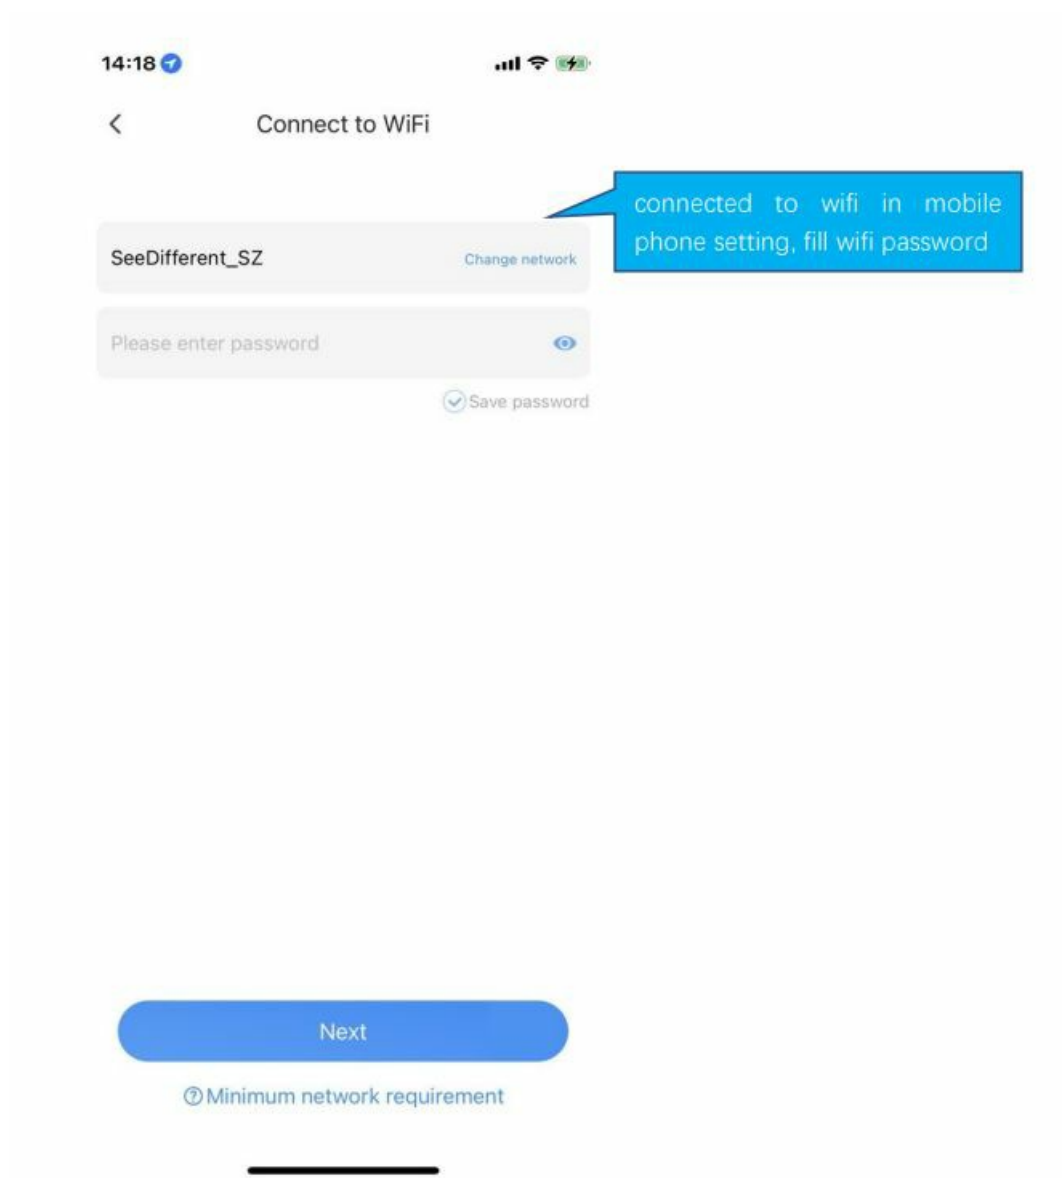 14:18
Connect to WiFi
connected to wifi in mobile
phone setting, fill wifi password
SeeDifferent_SZ
Change network
Please enter password
Save password
Next
Minimum network requirement